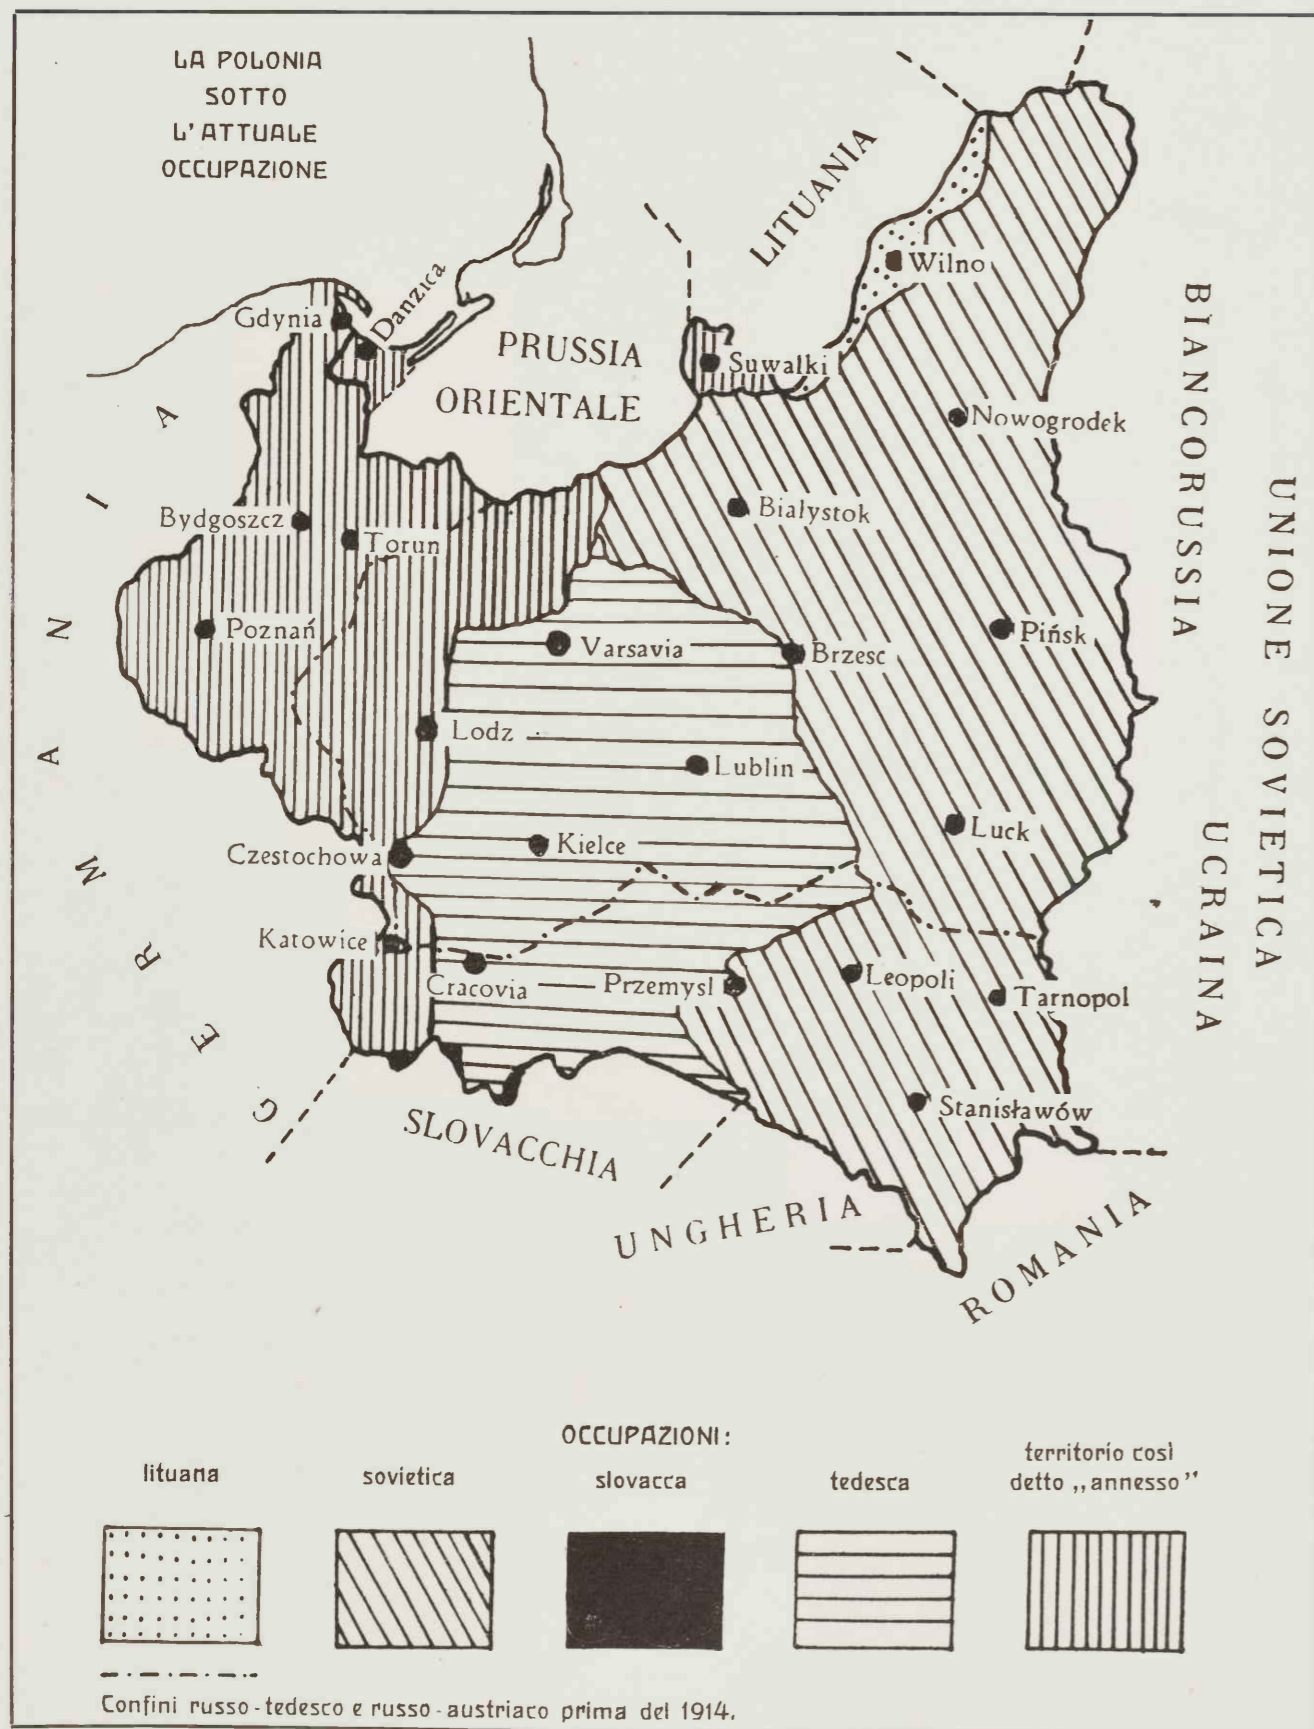 LA POLONIA
SOTTO
L'ATTUALE
OCCUPAZIONE
LITUANIA
Wilno
Gdynia
Danzica
PRUSSIA
ORIENTALE
Suwalki
Nowogrodek
BIANCORUSSIA
UNIONE SOVIETICA
Bydgoszcz
Torun
Bialystok
Poznań
Varsavia
Brzesc
Pińsk
GERMANIA
Lodz
Lublin
Czestochowa
Kielce
Luck
UCRAINA
Katowice
Cracovia
Przemysl
Leopoli
Tarnopol
Stanisławów
SLOVACCHIA
UNGHERIA
ROMANIA
OCCUPAZIONI:
lituana
sovietica
slovacca
tedesca
territorio così
detto „annesso"
Confini russo-tedesco e russo-austriaco prima del 1914.